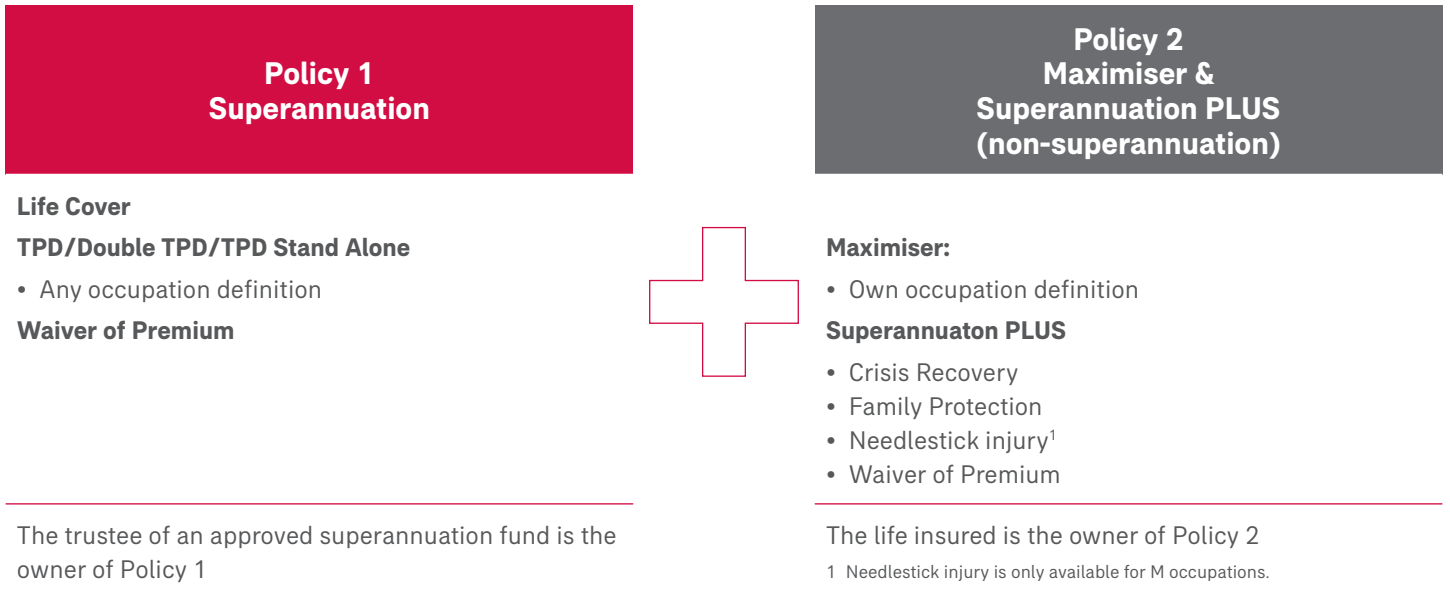 Policy 1
Superannuation
Life Cover
TPD/Double TPD/TPD Stand Alone
• Any occupation definition
Waiver of Premium
The trustee of an approved superannuation fund is the
owner of Policy 1
Policy 2
Maximiser &
Superannuation PLUS
(non-superannuation)
Maximiser:
• Own occupation definition
Superannuaton PLUS
• Crisis Recovery
• Family Protection
• Needlestick injury¹
• Waiver of Premium
The life insured is the owner of Policy 2
1 Needlestick injury is only available for M occupations.